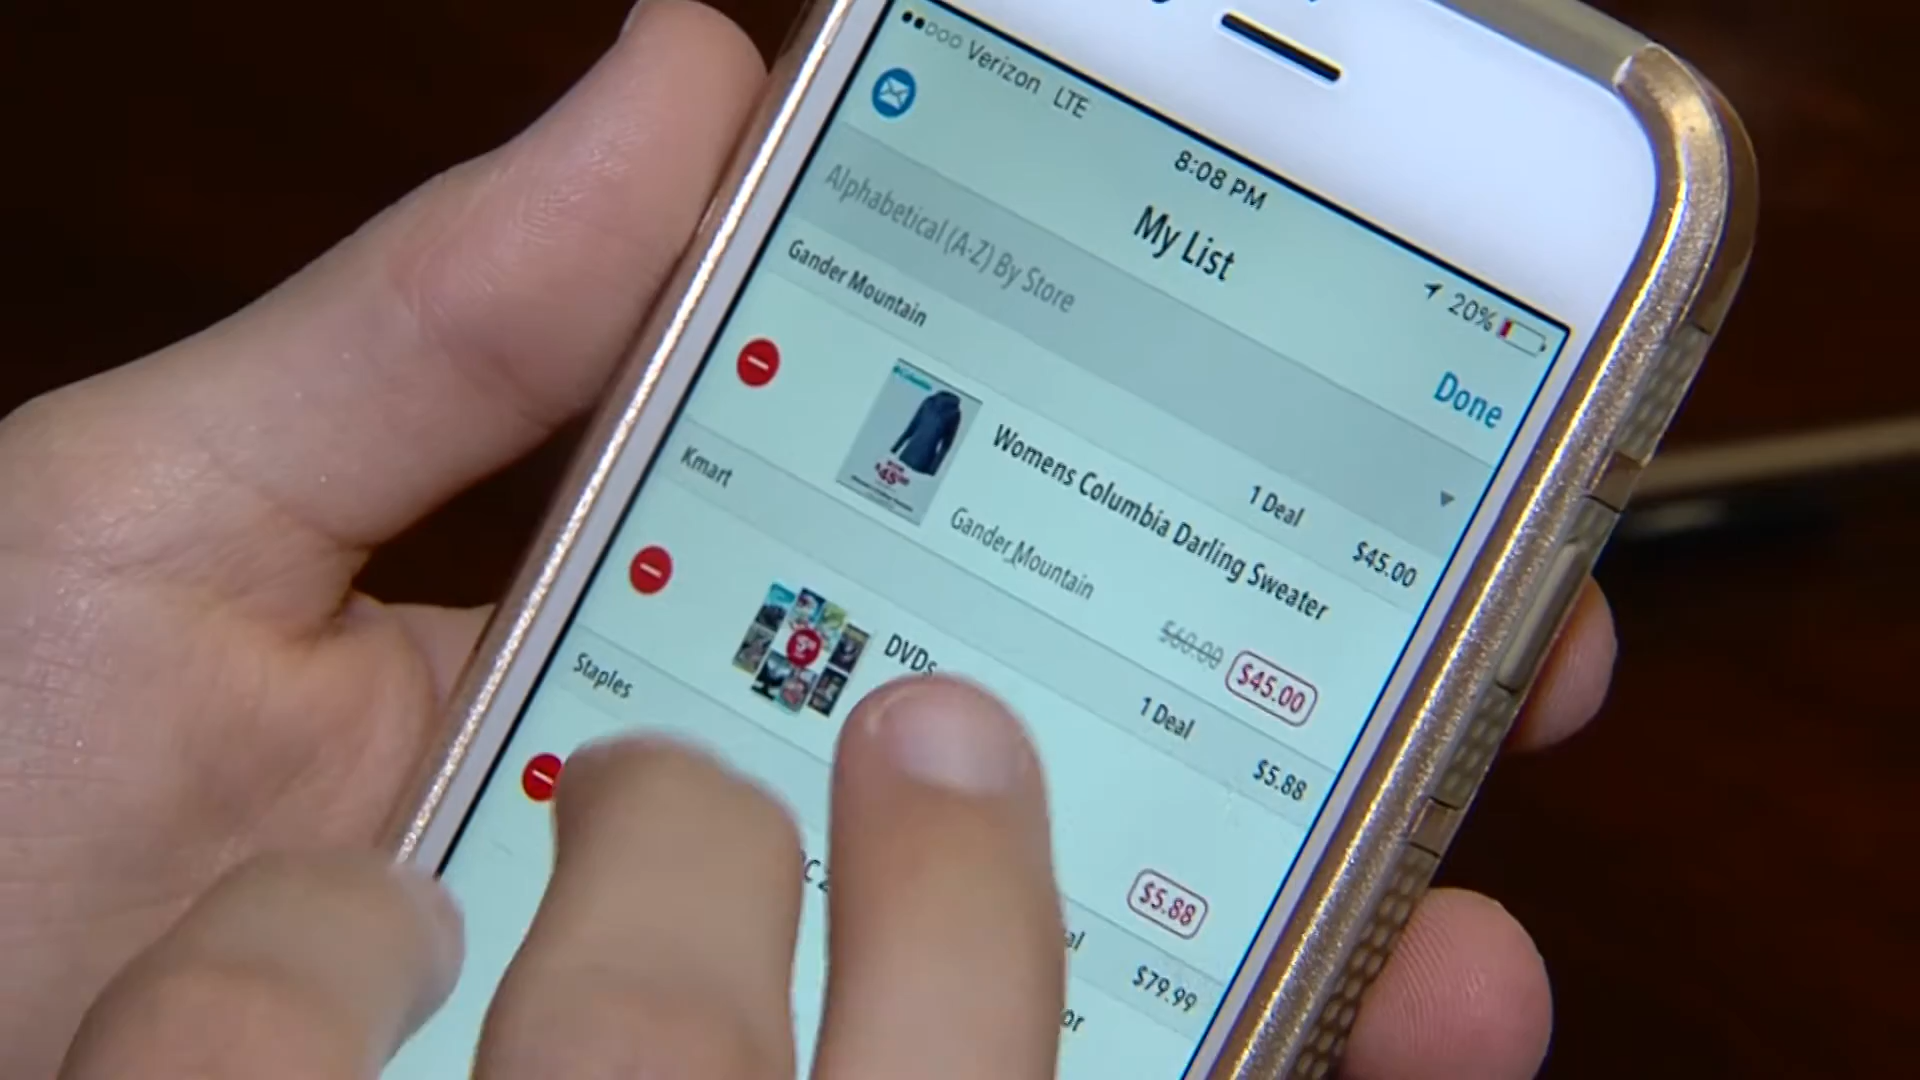 Verizon LTE
8:08 PM
20%
My List
Done
Alphabetical (A-Z) By Store
Gander Mountain
1 Deal
$45.00
Womens Columbia Darling Sweater
Gander Mountain
$60.00
$45.00
Kmart
1 Deal
$5.88
DVDs
$5.88
Staples
$79.99